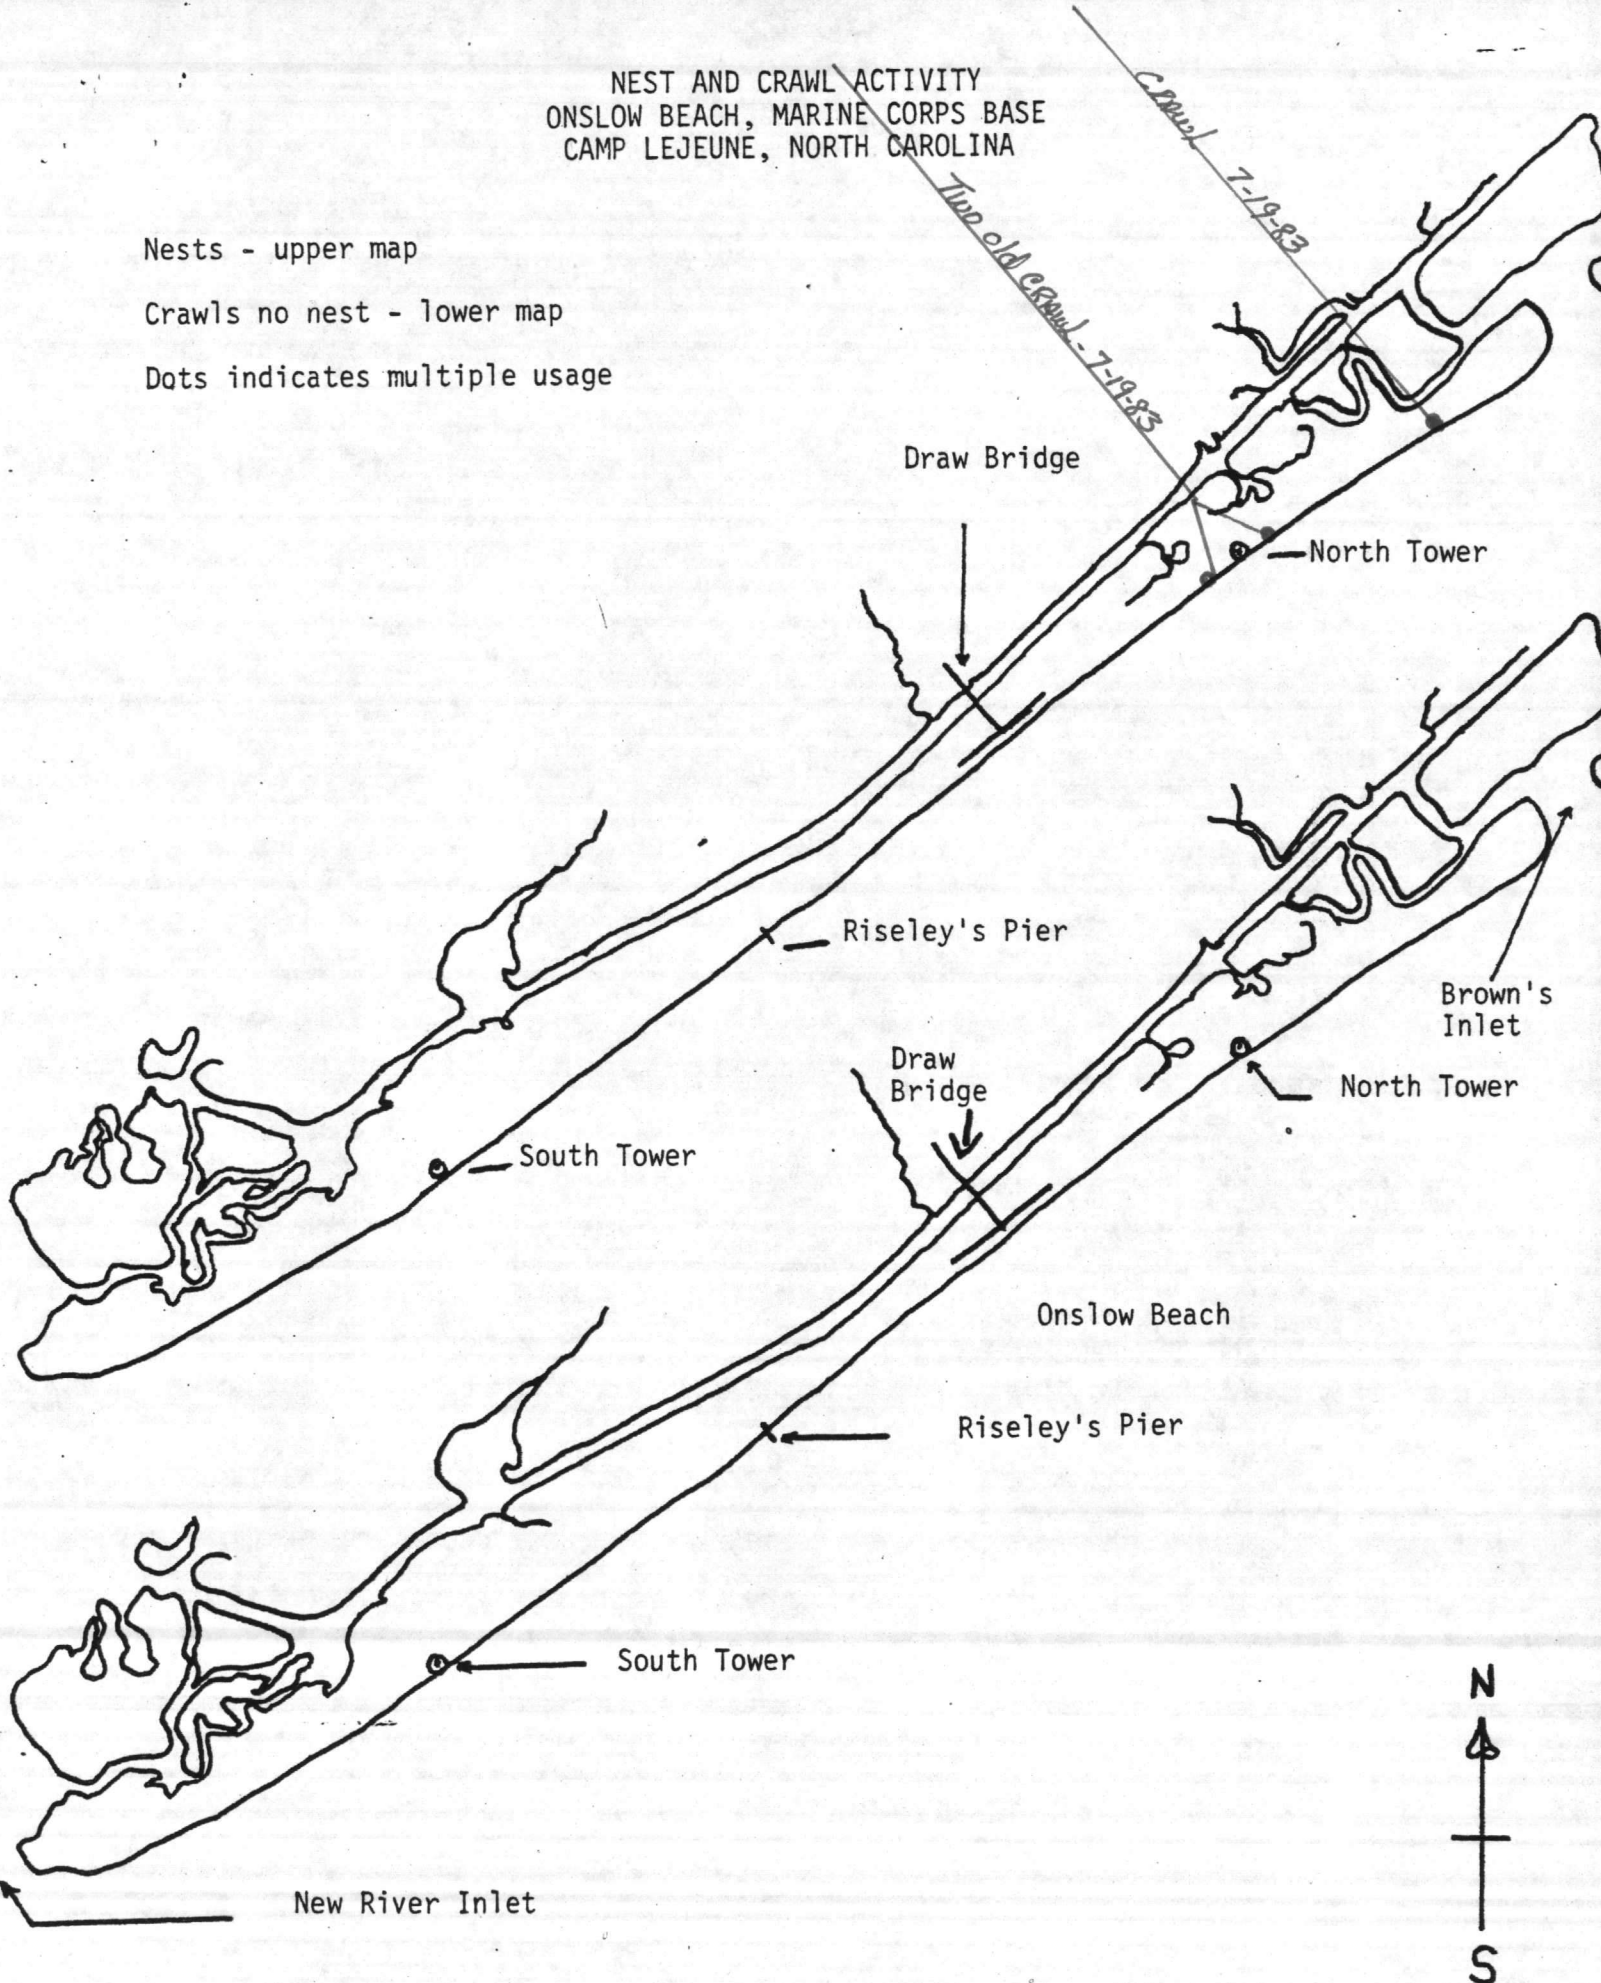 NEST AND CRAWL ACTIVITY
ONSLOW BEACH, MARINE CORPS BASE
CAMP LEJEUNE, NORTH CAROLINA
Crawl 7-19-83
Two old crawl - 7-19-83
Nests - upper map
Crawls no nest - lower map
Dots indicates multiple usage
Draw Bridge
North Tower
Riseley's Pier
South Tower
Brown's
Inlet
Draw
Bridge
North Tower
Onslow Beach
Riseley's Pier
South Tower
New River Inlet
N
S